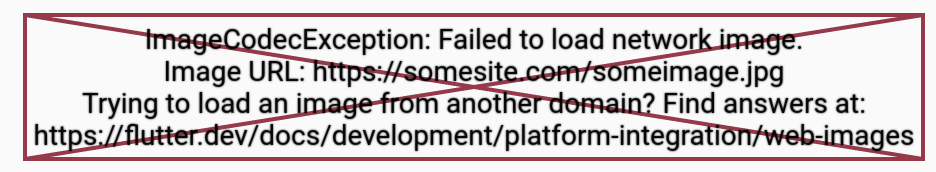 ImageCodecException: Failed to load network image.
Image URL: https://somesite.com/someimage.jpg
Trying to load an image from another domain? Find answers at:
https://flutter.dev/docs/development/platform-integration/web-images